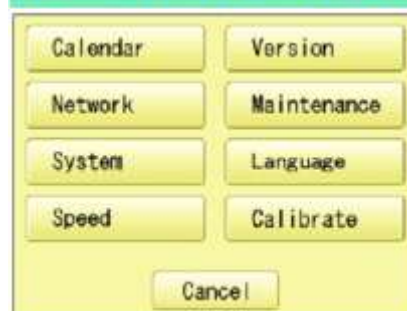 Calendar Version
Network Maintenance
System Language
Speed Calibrate
Cancel